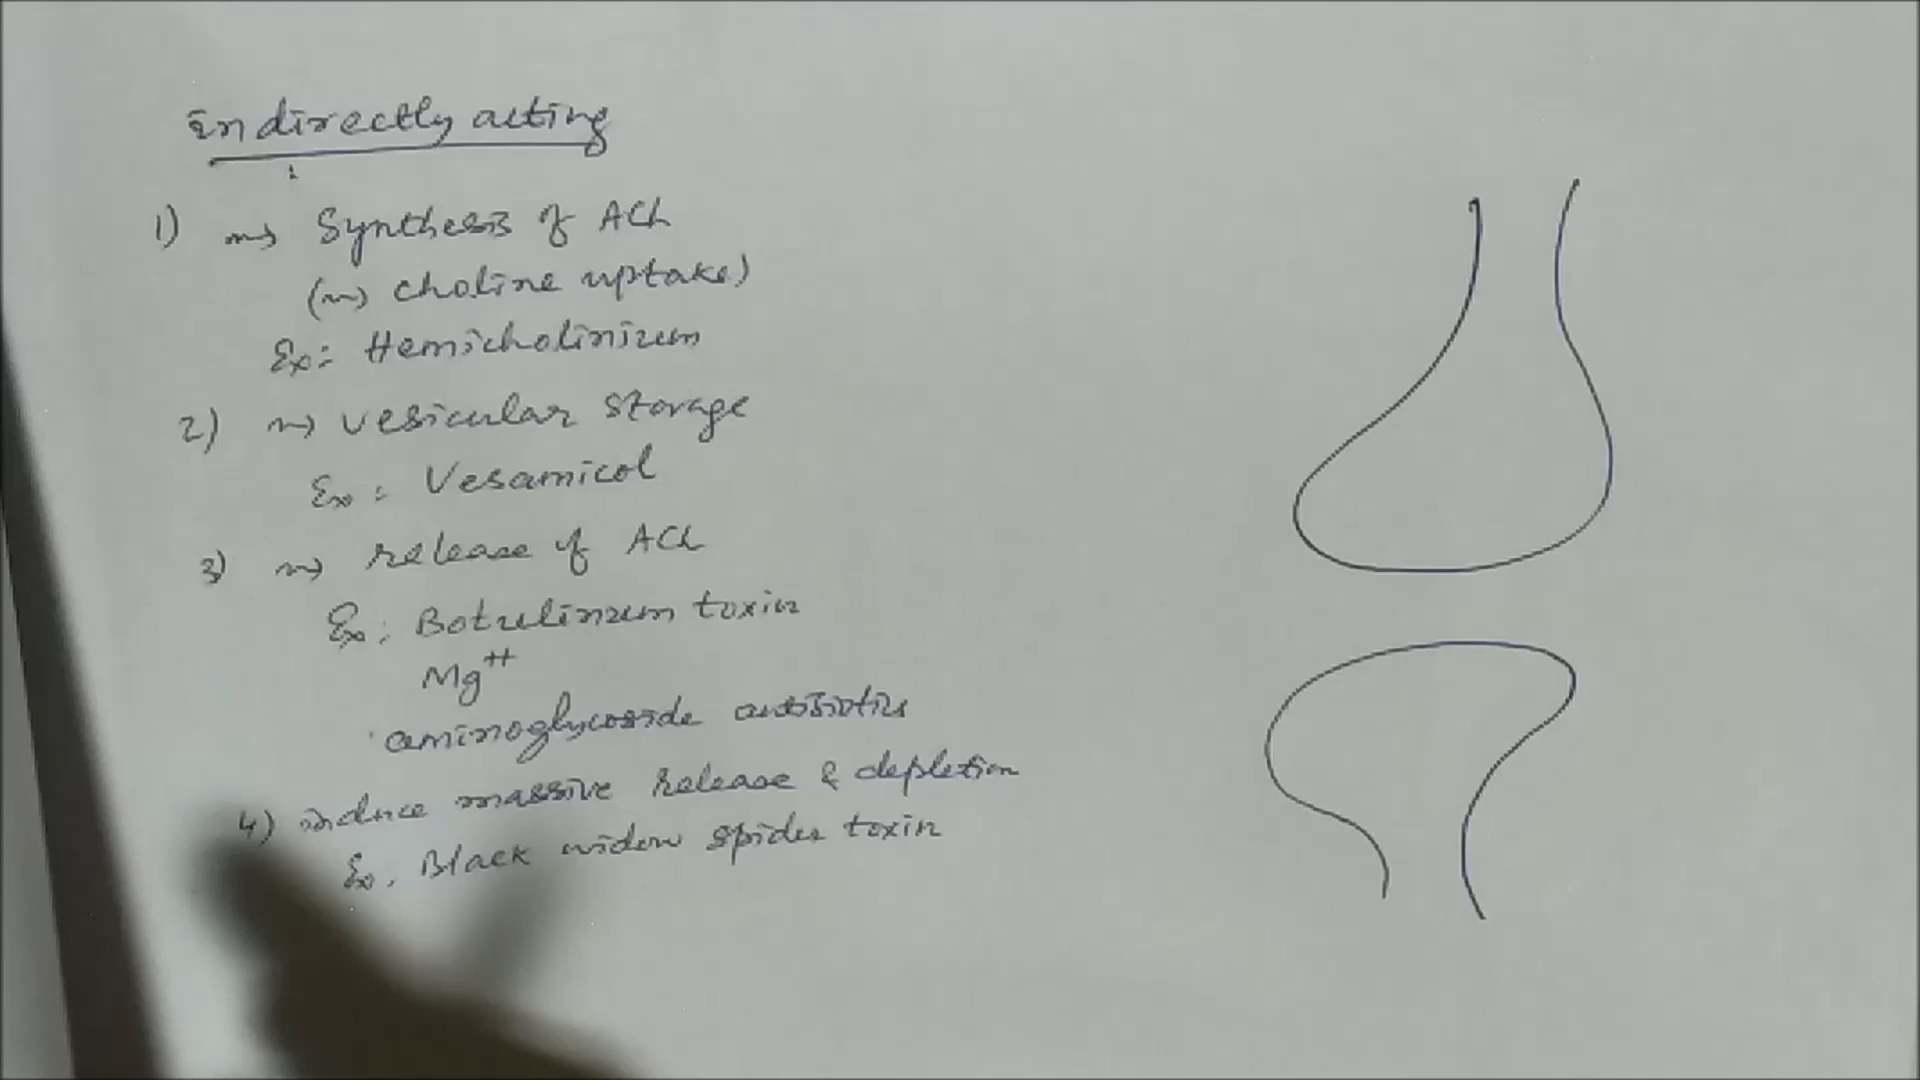 indirectly acting
1) ⇝ Synthesis of ACh
(⇝ choline uptake)
Ex: Hemicholinium
2) ⇝ vesicular storage
Ex: Vesamicol
3) ⇝ release of ACh
Ex: Botulinum toxin
Mg++
aminoglycoside antibiotics
4) induce massive release & depletion
Ex. Black widow spider toxin